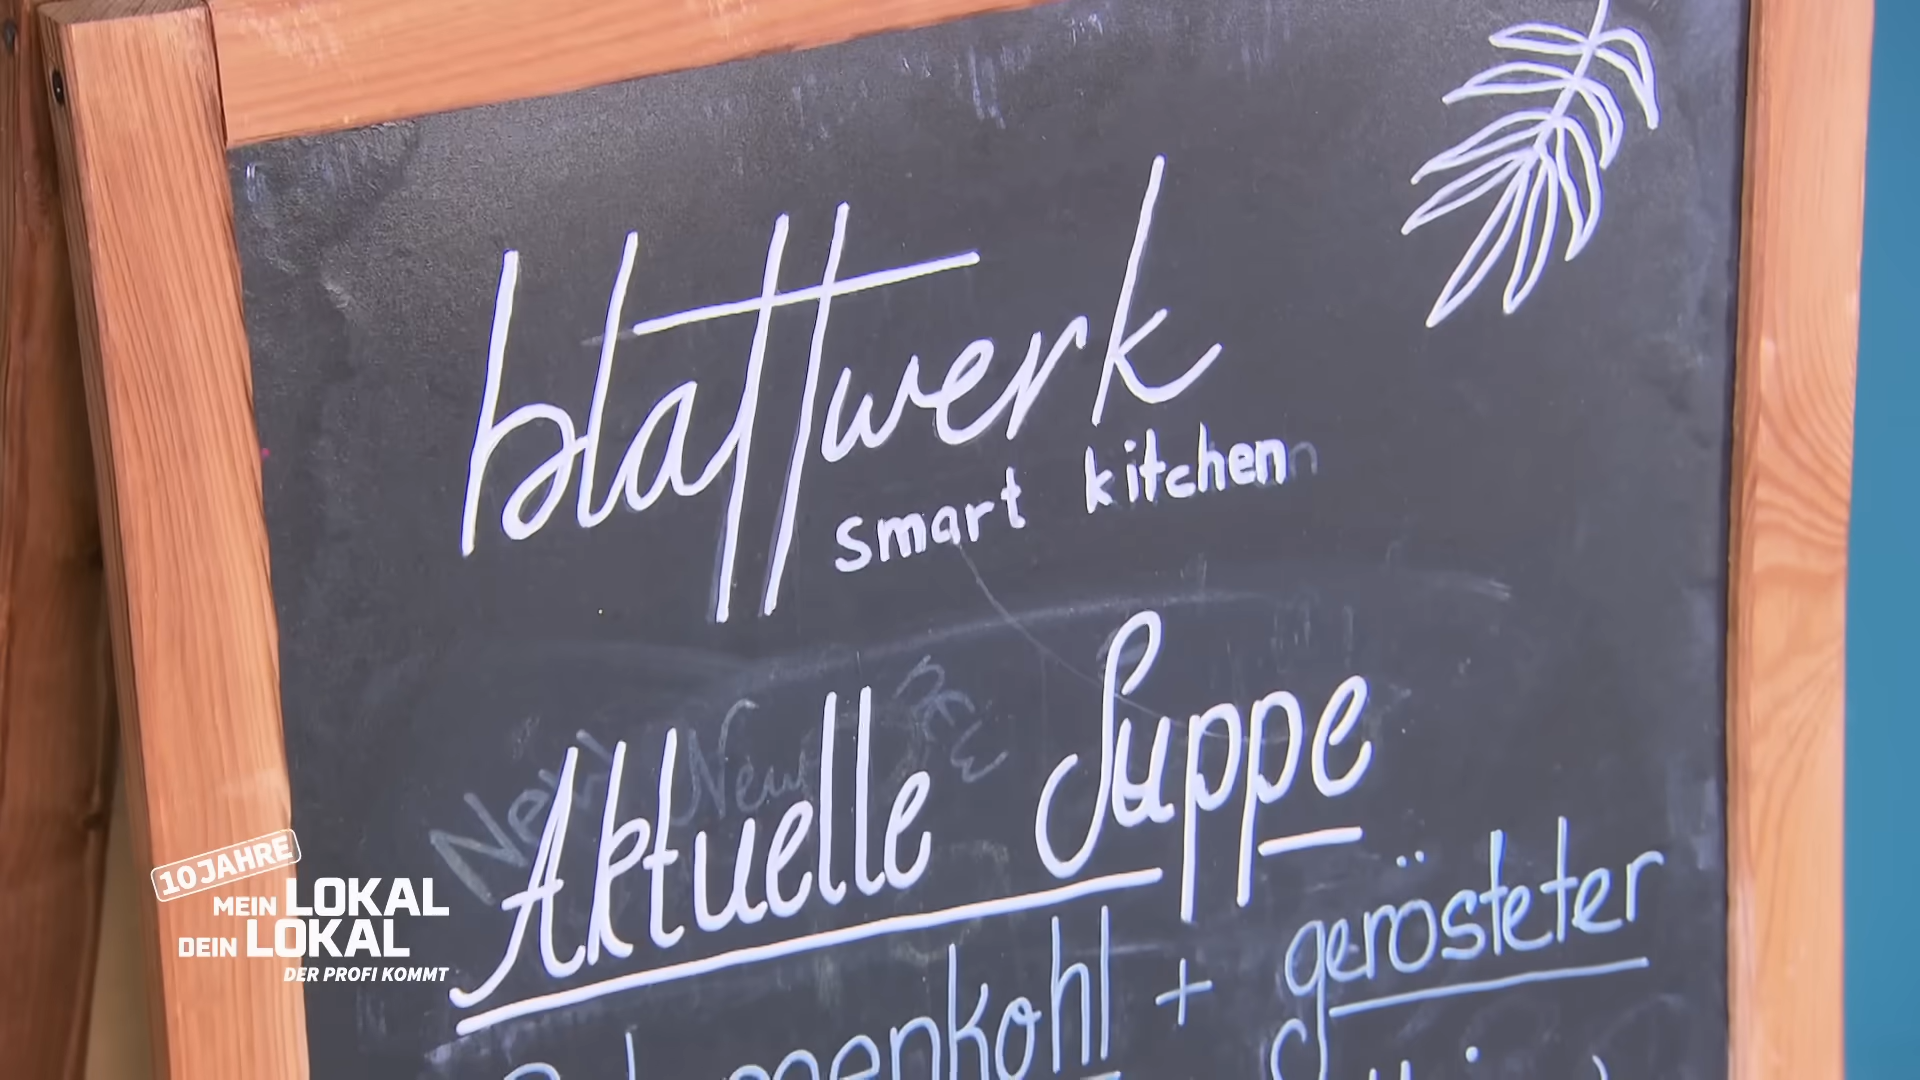 blattwerk
smart kitchen
Aktuelle Suppe
+ gerösteter
10 JAHRE
MEIN LOKAL
DEIN LOKAL
DER PROFI KOMMT